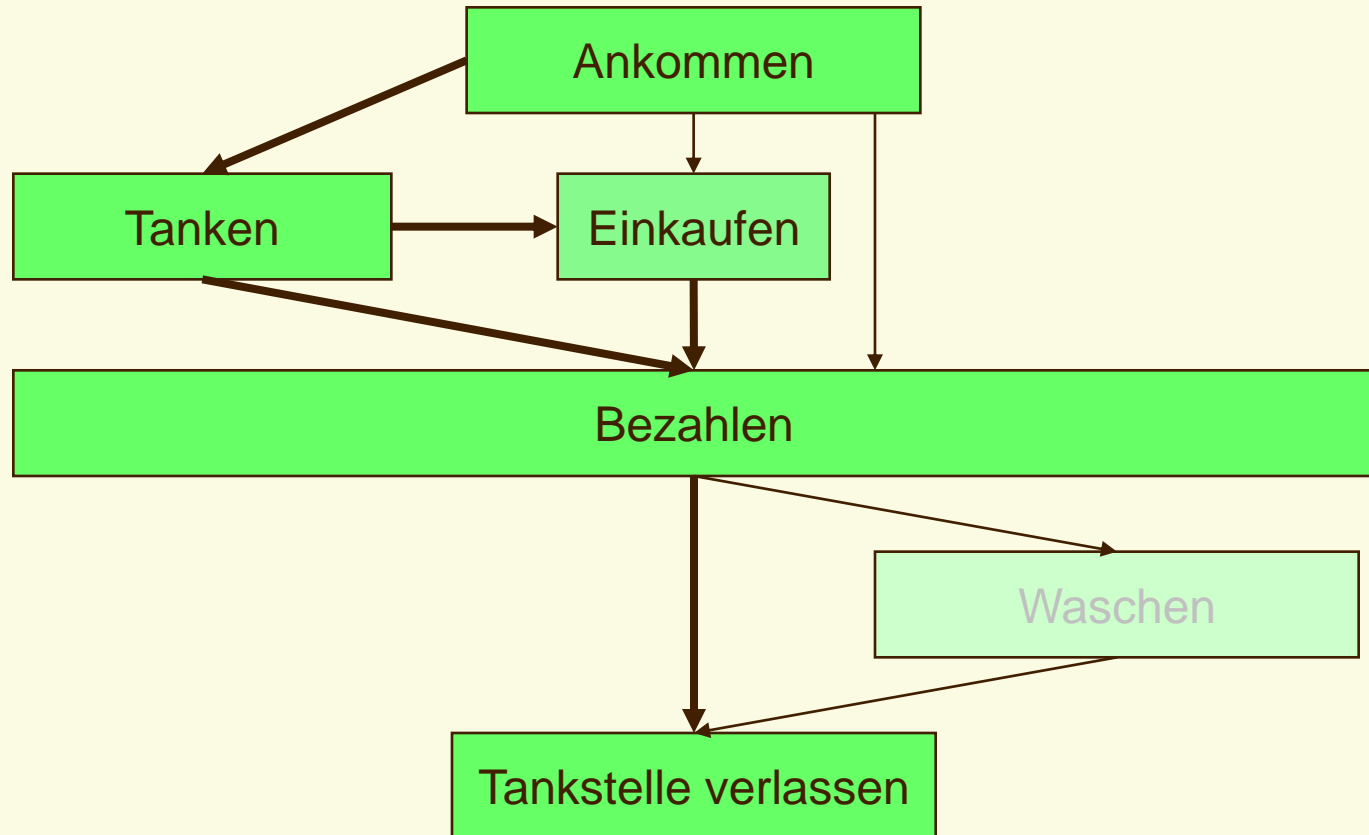 Ankommen
Tanken
Einkaufen
Bezahlen
Waschen
Tankstelle verlassen